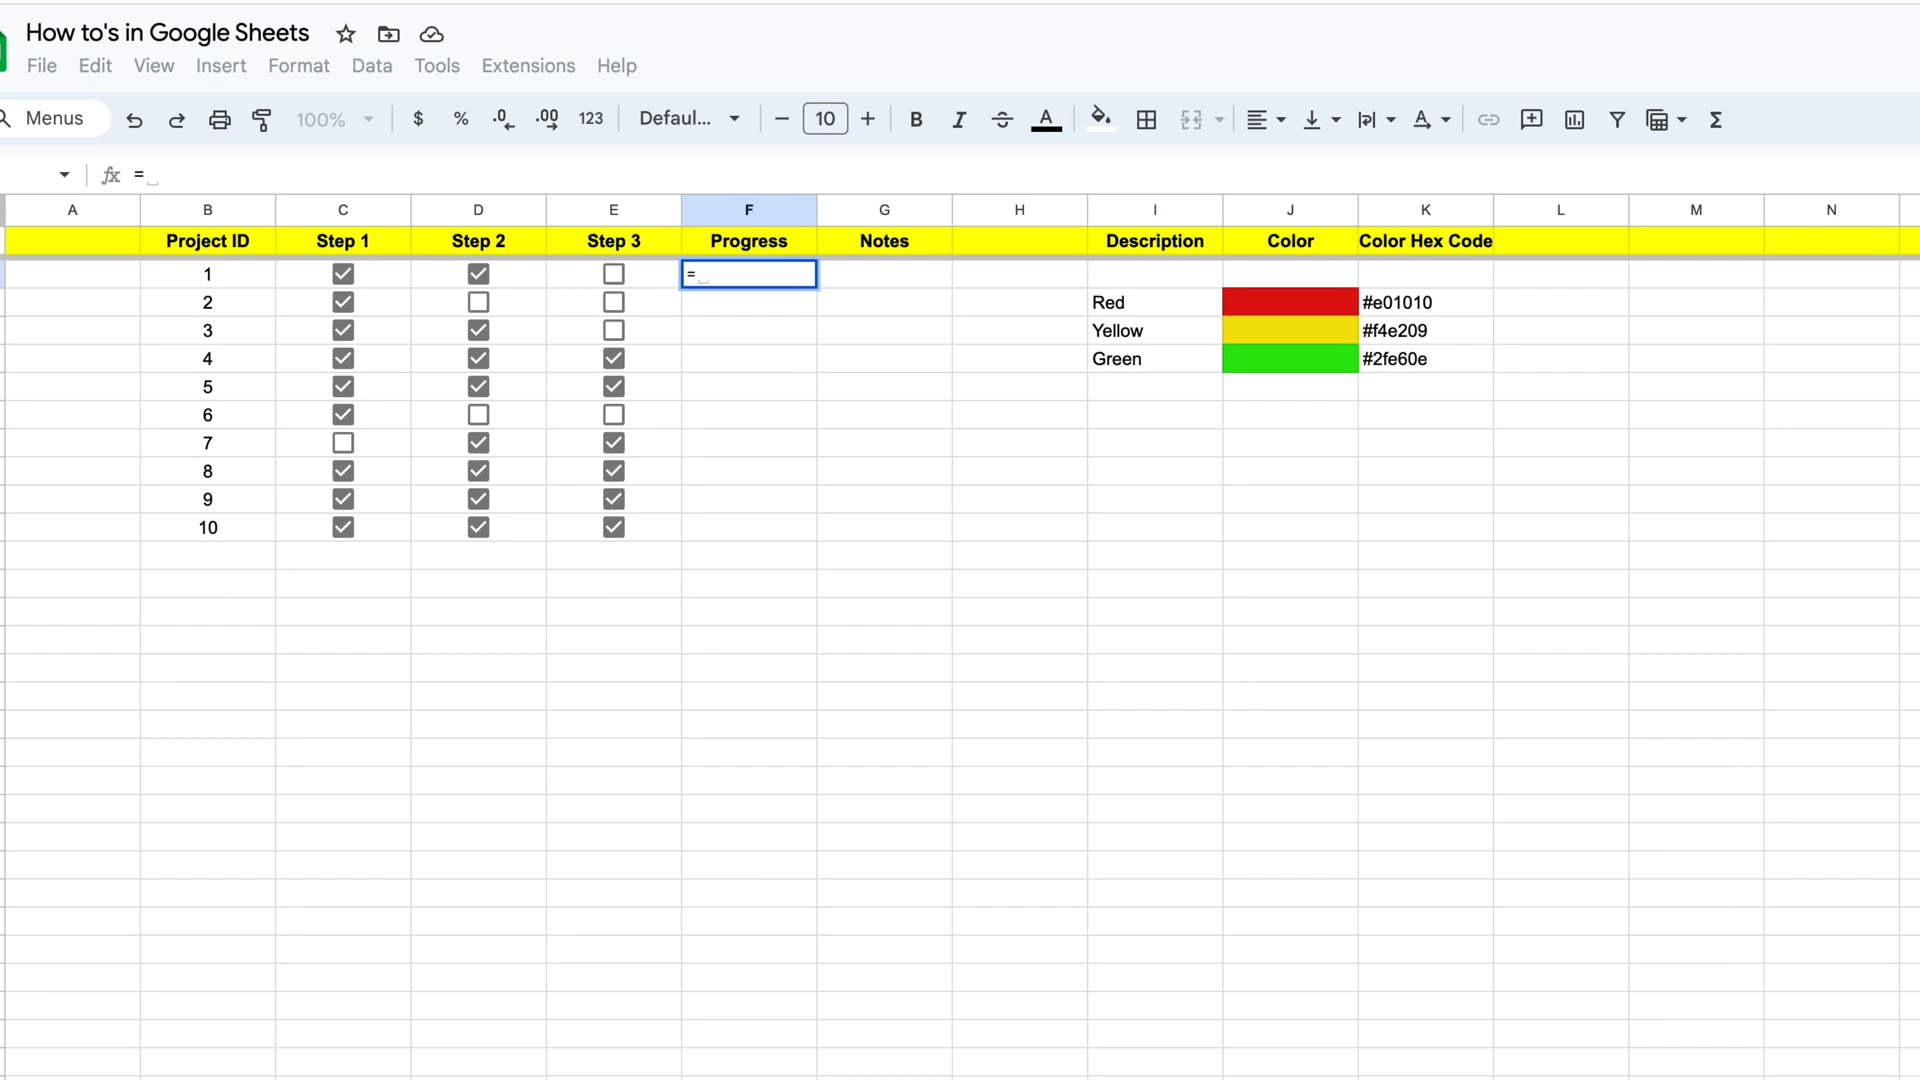 How to's in Google Sheets
File Edit View Insert Format Data Tools Extensions Help
Menus 100% $ % .0 .00 123 Defaul... − 10 + B I S A A Σ
fx =
A B C D E F G H I J K L M N
Project ID Step 1 Step 2 Step 3 Progress Notes Description Color Color Hex Code
1 =
2 Red #e01010
3 Yellow #f4e209
4 Green #2fe60e
5
6
7
8
9
10